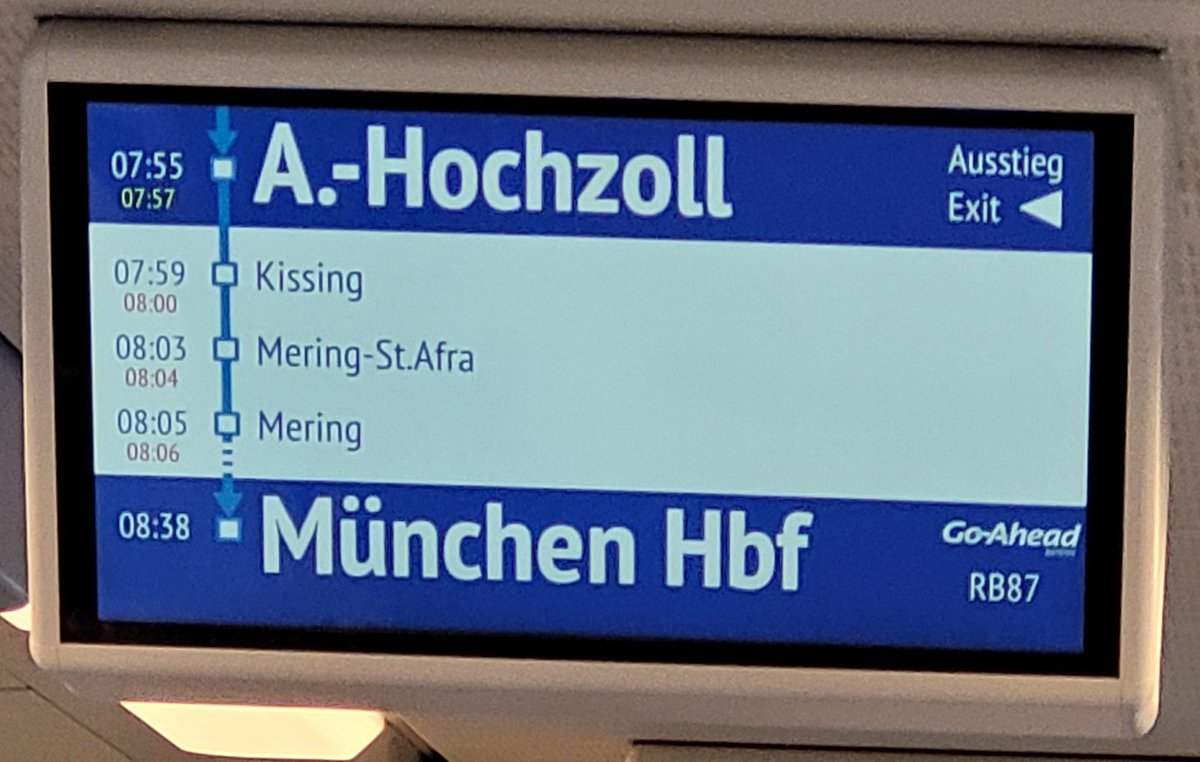 07:55 A.-Hochzoll Ausstieg
07:57 Exit
07:59 Kissing
08:00
08:03 Mering-St.Afra
08:04
08:05 Mering
08:06
08:38 München Hbf Go-Ahead
RB87